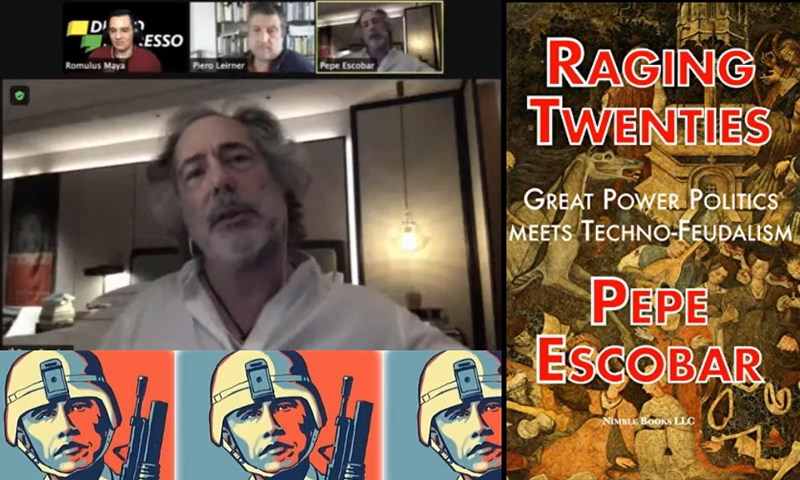 D
ESSO
Romulus Maya
Piero Leirner
Pepe Escobar
RAGING
TWENTIES
GREAT POWER POLITICS
MEETS TECHNO-FEUDALISM
PEPE
ESCOBAR
NIMBLE BOOKS LLC